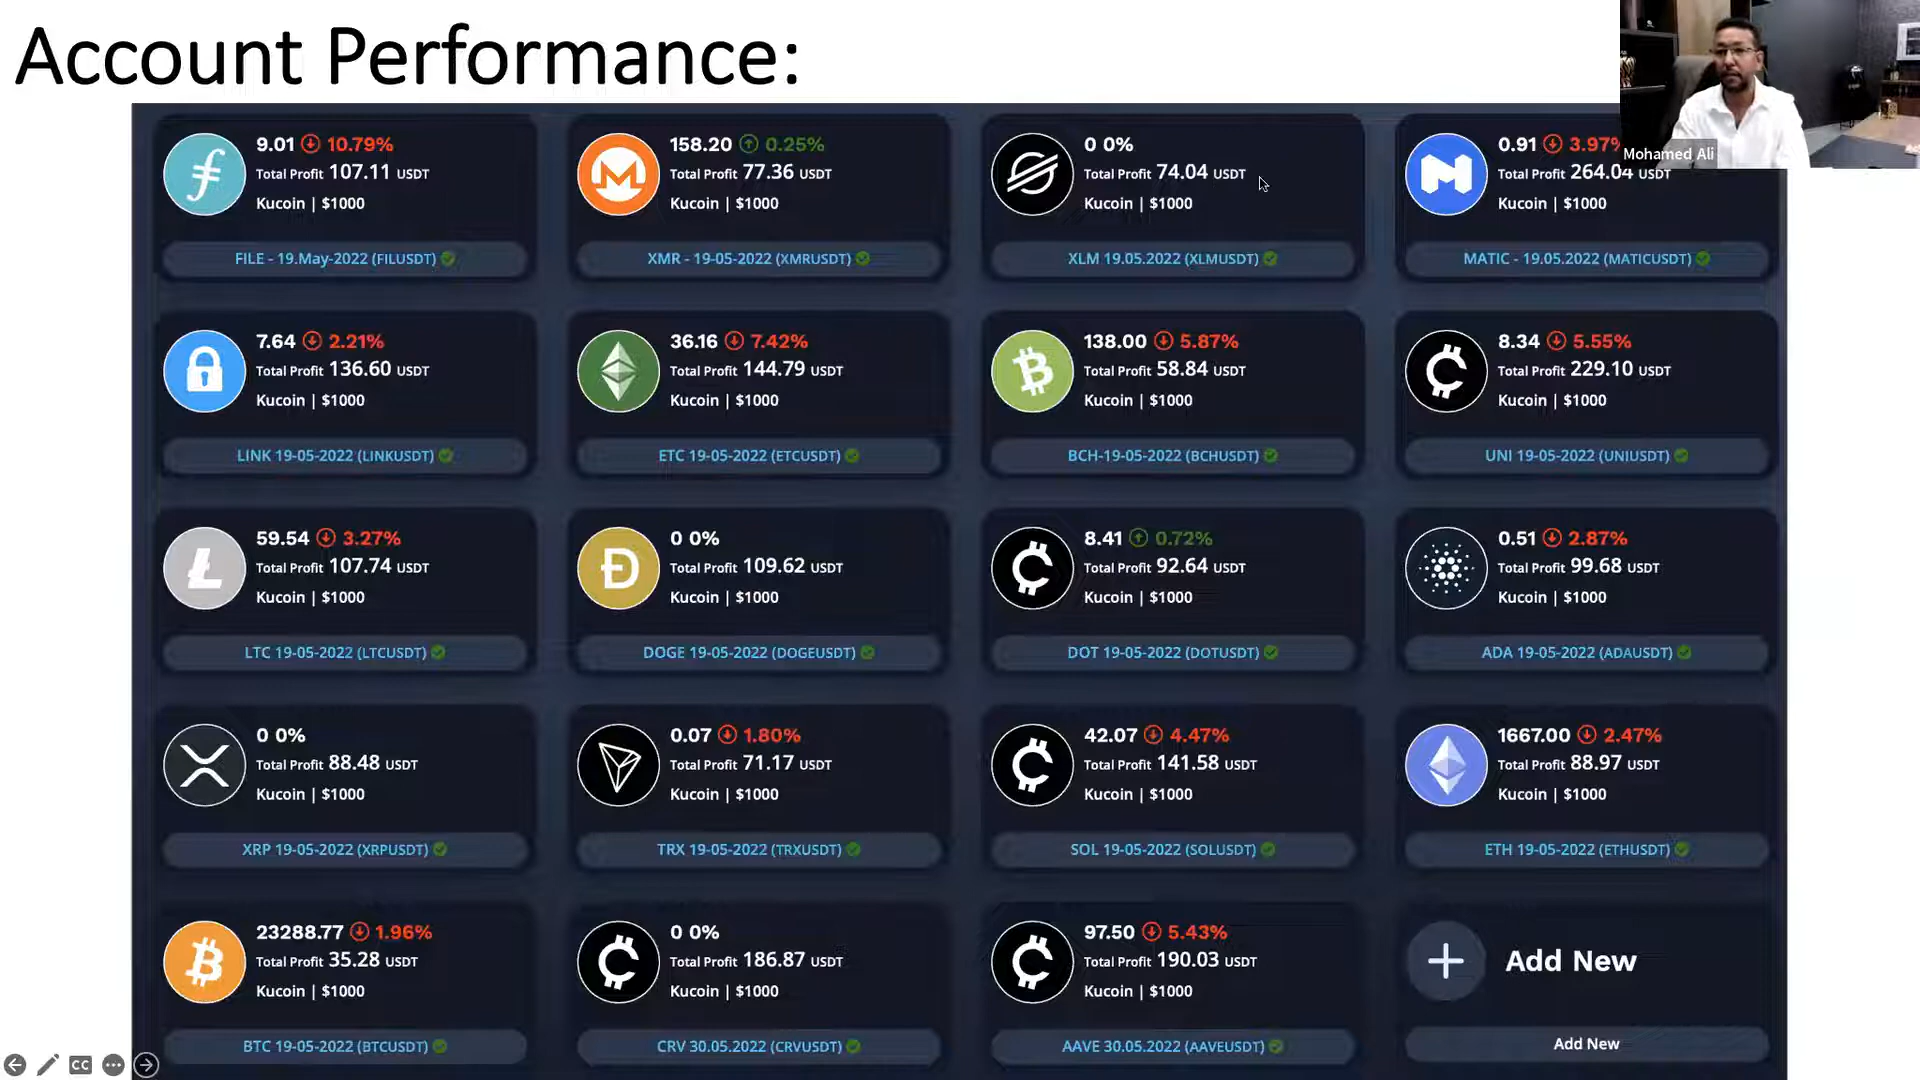 Account Performance:
Mohamed Ali
9.01 10.79%
Total Profit 107.11 USDT
Kucoin | $1000
FILE - 19.May-2022 (FILUSDT)
158.20 0.25%
Total Profit 77.36 USDT
Kucoin | $1000
XMR - 19-05-2022 (XMRUSDT)
0 0%
Total Profit 74.04 USDT
Kucoin | $1000
XLM 19.05.2022 (XLMUSDT)
0.91 3.97%
Total Profit 264.04 USDT
Kucoin | $1000
MATIC - 19.05.2022 (MATICUSDT)
7.64 2.21%
Total Profit 136.60 USDT
Kucoin | $1000
LINK 19-05-2022 (LINKUSDT)
36.16 7.42%
Total Profit 144.79 USDT
Kucoin | $1000
ETC 19-05-2022 (ETCUSDT)
138.00 5.87%
Total Profit 58.84 USDT
Kucoin | $1000
BCH-19-05-2022 (BCHUSDT)
8.34 5.55%
Total Profit 229.10 USDT
Kucoin | $1000
UNI 19-05-2022 (UNIUSDT)
59.54 3.27%
Total Profit 107.74 USDT
Kucoin | $1000
LTC 19-05-2022 (LTCUSDT)
0 0%
Total Profit 109.62 USDT
Kucoin | $1000
DOGE 19-05-2022 (DOGEUSDT)
8.41 0.72%
Total Profit 92.64 USDT
Kucoin | $1000
DOT 19-05-2022 (DOTUSDT)
0.51 2.87%
Total Profit 99.68 USDT
Kucoin | $1000
ADA 19-05-2022 (ADAUSDT)
0 0%
Total Profit 88.48 USDT
Kucoin | $1000
XRP 19-05-2022 (XRPUSDT)
0.07 1.80%
Total Profit 71.17 USDT
Kucoin | $1000
TRX 19-05-2022 (TRXUSDT)
42.07 4.47%
Total Profit 141.58 USDT
Kucoin | $1000
SOL 19-05-2022 (SOLUSDT)
1667.00 2.47%
Total Profit 88.97 USDT
Kucoin | $1000
ETH 19-05-2022 (ETHUSDT)
23288.77 1.96%
Total Profit 35.28 USDT
Kucoin | $1000
BTC 19-05-2022 (BTCUSDT)
0 0%
Total Profit 186.87 USDT
Kucoin | $1000
CRV 30.05.2022 (CRVUSDT)
97.50 5.43%
Total Profit 190.03 USDT
Kucoin | $1000
AAVE 30.05.2022 (AAVEUSDT)
Add New
Add New
CC